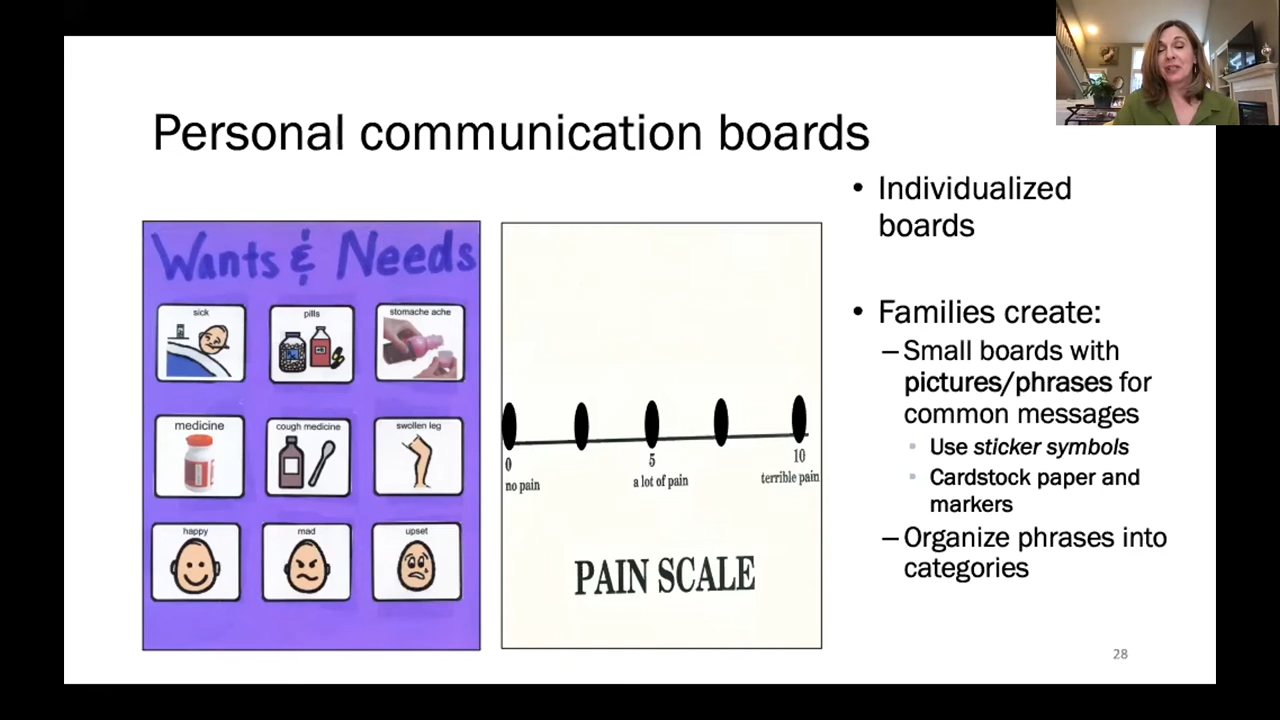 Personal communication boards
Wants & Needs
sick
pills
stomache ache
medicine
cough medicine
swollen leg
happy
mad
upset
0
5
10
no pain
a lot of pain
terrible pain
PAIN SCALE
• Individualized
boards
• Families create:
– Small boards with
pictures/phrases for
common messages
▪ Use sticker symbols
▪ Cardstock paper and
markers
– Organize phrases into
categories
28